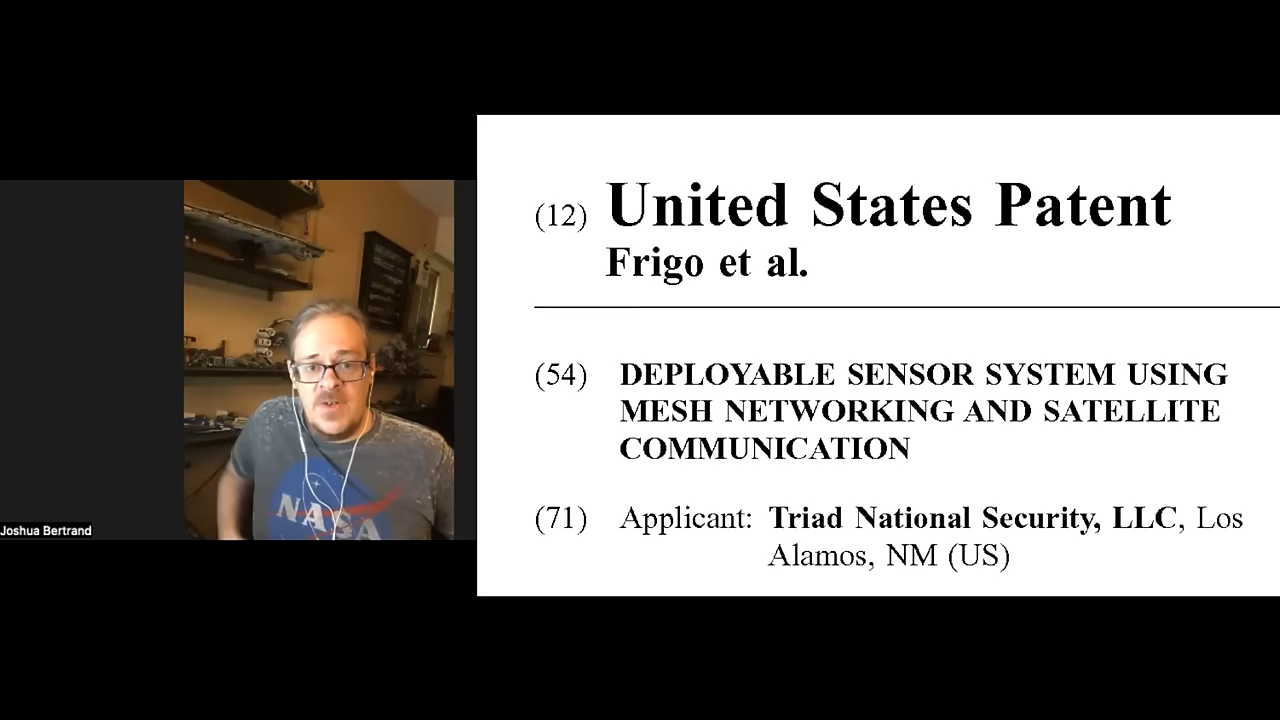 (12) United States Patent
Frigo et al.
(54) DEPLOYABLE SENSOR SYSTEM USING
MESH NETWORKING AND SATELLITE
COMMUNICATION
(71) Applicant: Triad National Security, LLC, Los
Alamos, NM (US)
NASA
Joshua Bertrand